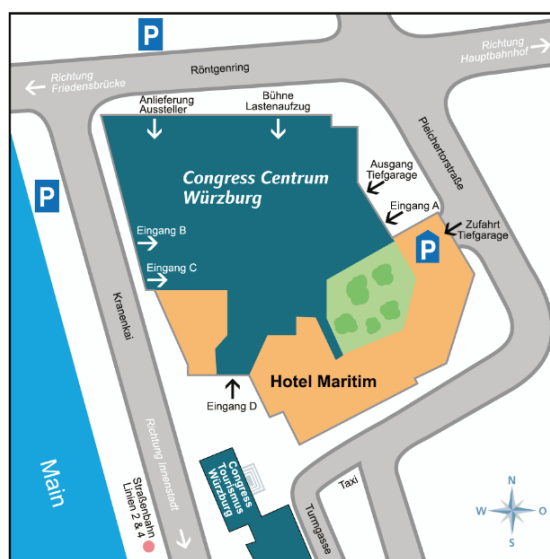 P
Richtung
Friedensbrücke
Röntgenring
Richtung
Hauptbahnhof
Anlieferung
Aussteller
Bühne
Lastenaufzug
Pleichertorstraße
P
Congress Centrum
Würzburg
Ausgang
Tiefgarage
Eingang A
Zufahrt
Tiefgarage
P
Eingang B
Eingang C
Kranenkai
Hotel Maritim
Eingang D
Richtung Innenstadt
Main
Straßenbahn
Linien 2 & 4
Congress
Tourismus
Würzburg
Taxi
Turmgasse
N
W
O
S